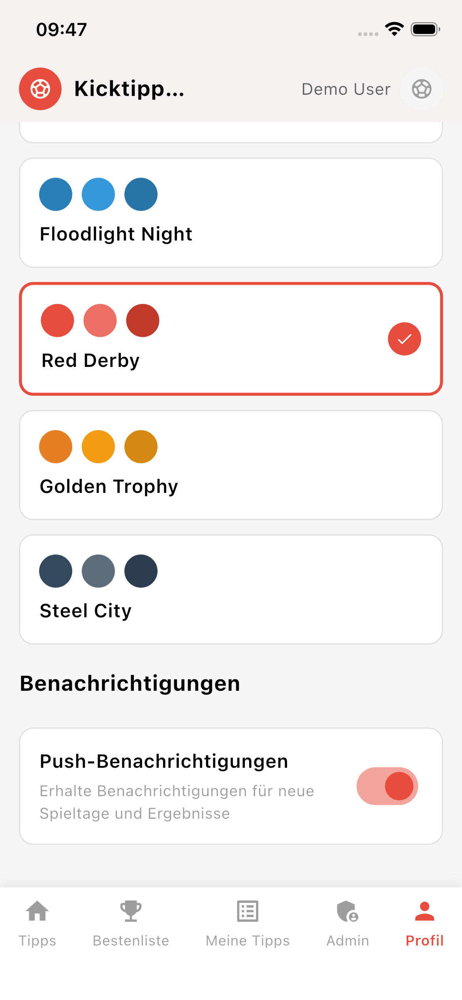 09:47
Kicktipp...
Demo User
Floodlight Night
Red Derby
Golden Trophy
Steel City
Benachrichtigungen
Push-Benachrichtigungen
Erhalte Benachrichtigungen für neue
Spieltage und Ergebnisse
Tipps
Bestenliste
Meine Tipps
Admin
Profil